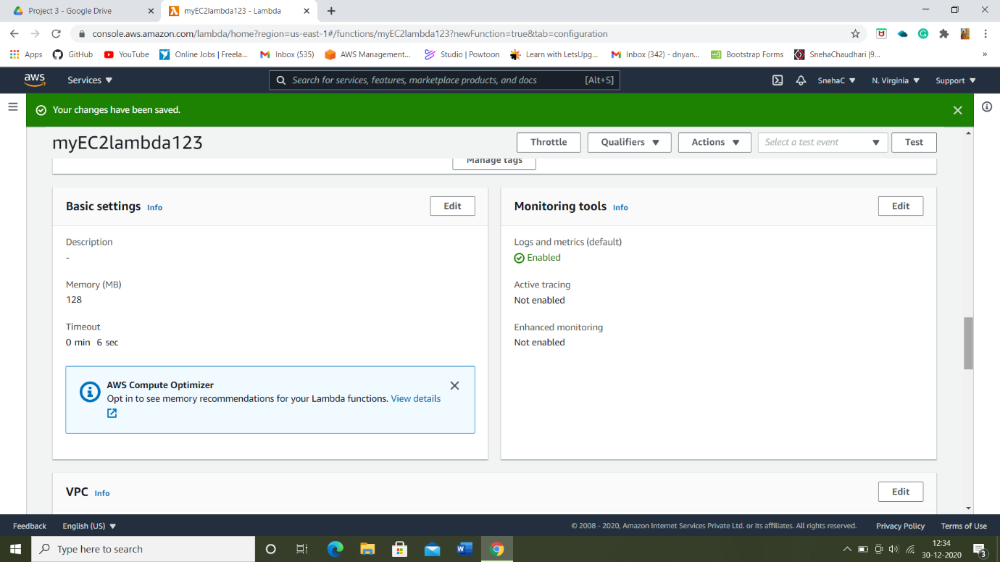 Project 3 - Google Drive
myEC2lambda123 - Lambda
console.aws.amazon.com/lambda/home?region=us-east-1#/functions/myEC2lambda123?newFunction=true&tab=configuration
Apps GitHub YouTube Online Jobs | Freela... Inbox (535) AWS Management... Studio | Powtoon Learn with LetsUpg... Inbox (342) - dnyan... Bootstrap Forms SnehaChaudhari |9... »
aws Services Search for services, features, marketplace products, and docs [Alt+S] SnehaC N. Virginia Support
Your changes have been saved.
myEC2lambda123 Throttle Qualifiers Actions Select a test event Test
Manage tags
Basic settings Info Edit
Description
-
Memory (MB)
128
Timeout
0 min 6 sec
AWS Compute Optimizer
Opt in to see memory recommendations for your Lambda functions. View details
Monitoring tools Info Edit
Logs and metrics (default)
Enabled
Active tracing
Not enabled
Enhanced monitoring
Not enabled
VPC Info Edit
Feedback English (US) © 2008 - 2020, Amazon Internet Services Private Ltd. or its affiliates. All rights reserved. Privacy Policy Terms of Use
Type here to search
12:34
30-12-2020
3